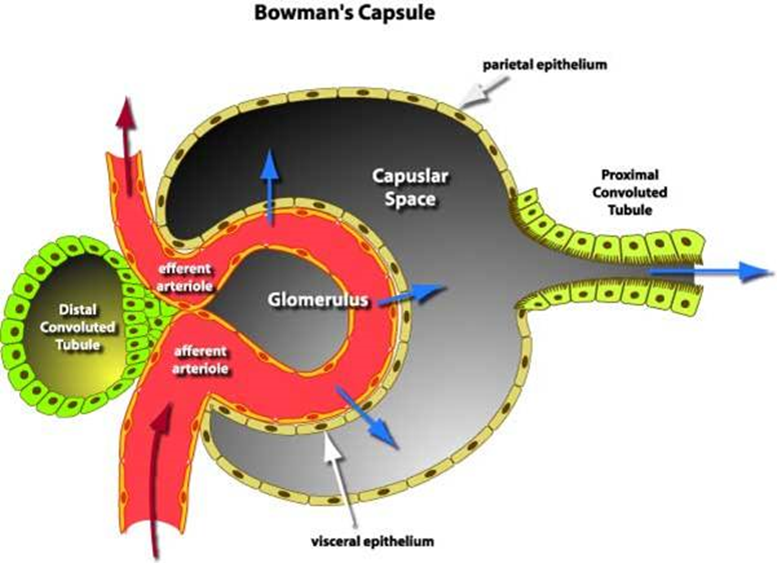 Bowman's Capsule
parietal epithelium
Capuslar
Space
Proximal
Convoluted
Tubule
efferent
arteriole
Glomerulus
Distal
Convoluted
Tubule
afferent
arteriole
visceral epithelium